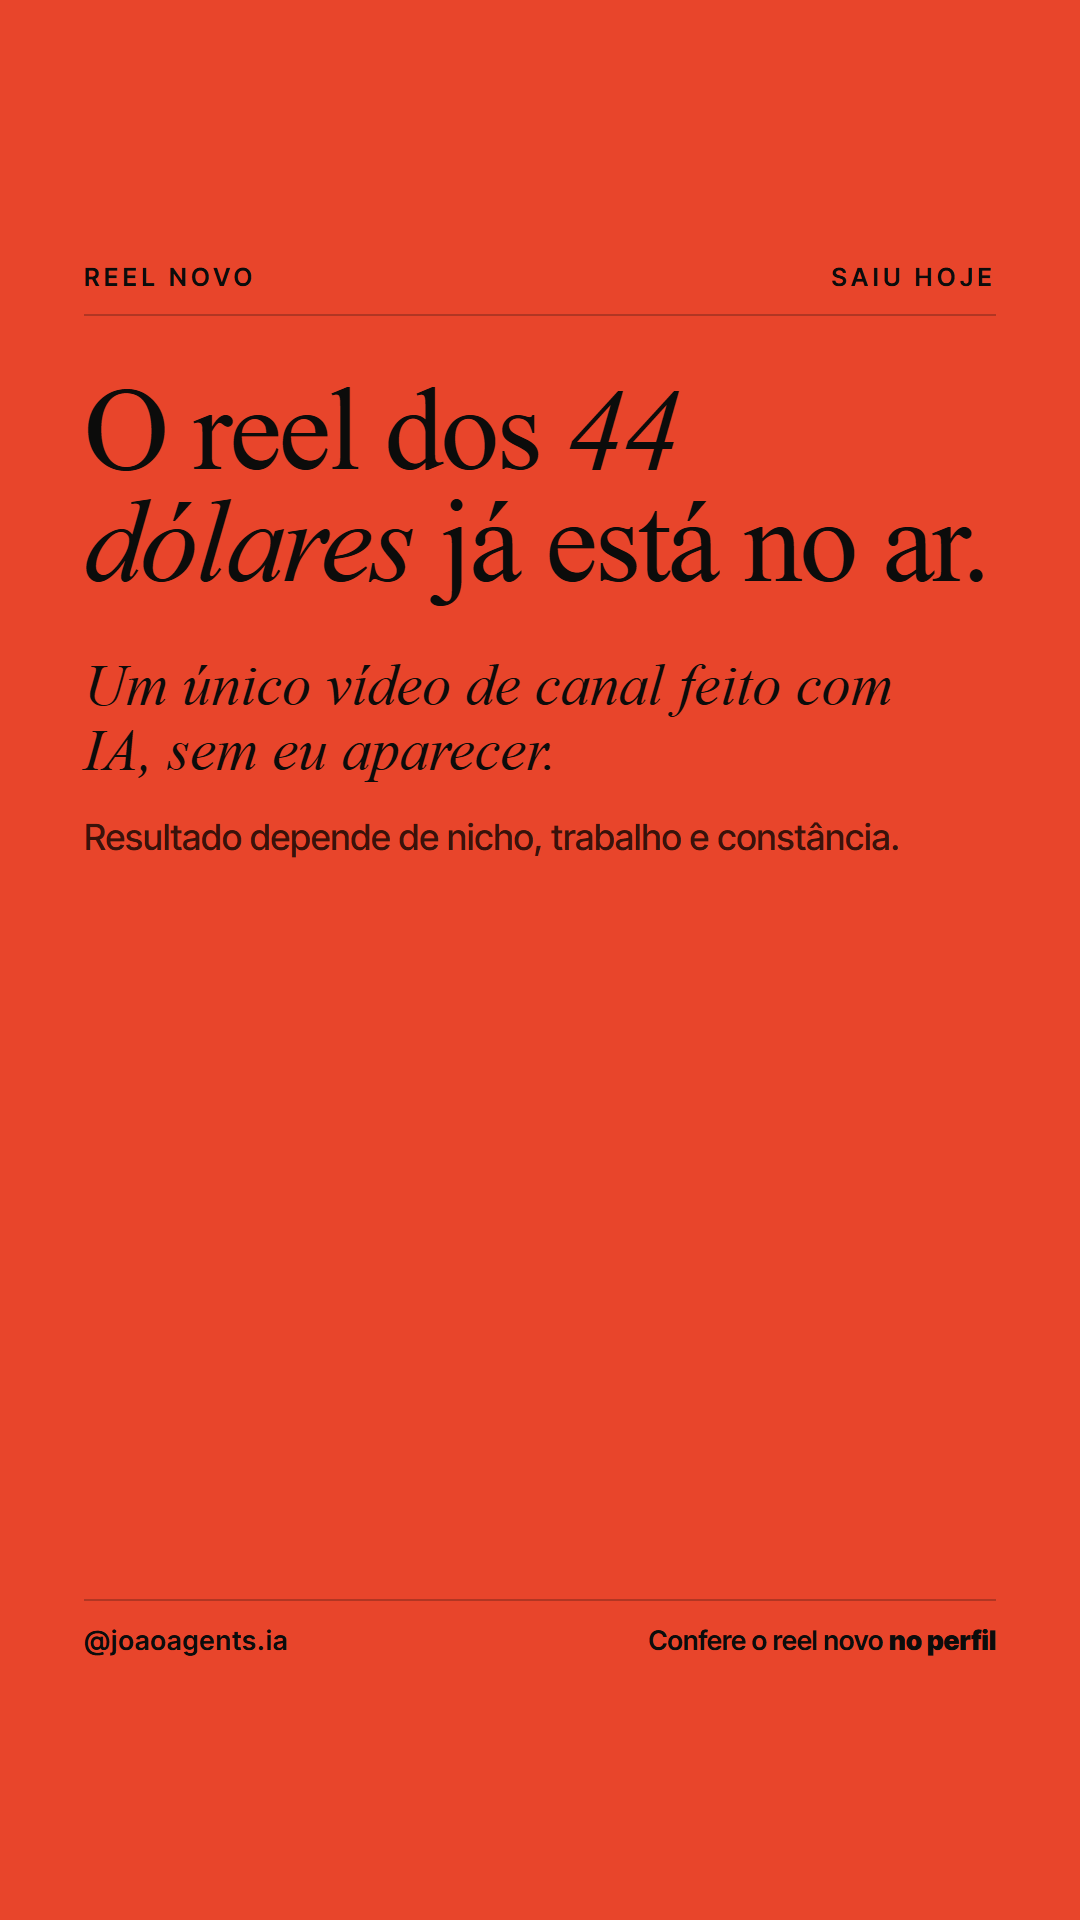 REEL NOVO
SAIU HOJE
O reel dos 44
dólares já está no ar.
Um único vídeo de canal feito com
IA, sem eu aparecer.
Resultado depende de nicho, trabalho e constância.
@joaoagents.ia
Confere o reel novo no perfil